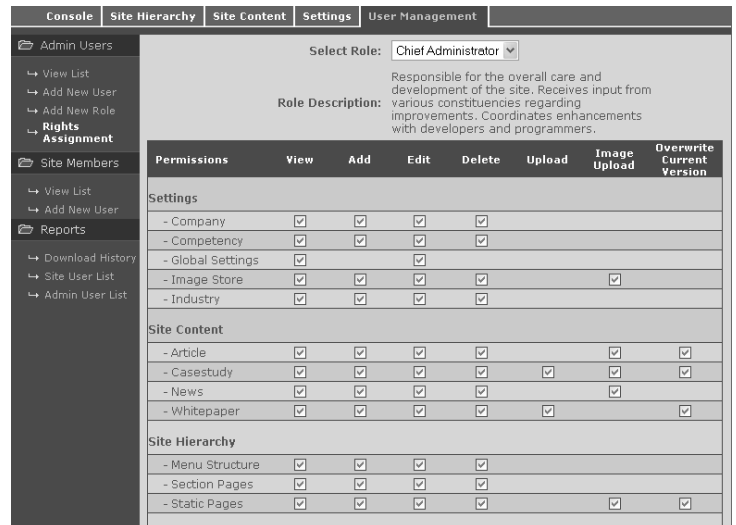 Console Site Hierarchy Site Content Settings User Management
Admin Users
View List
Add New User
Add New Role
Rights
Assignment
Site Members
View List
Add New User
Reports
Download History
Site User List
Admin User List
Select Role: Chief Administrator
Role Description:
Responsible for the overall care and
development of the site. Receives input from
various constituencies regarding
improvements. Coordinates enhancements
with developers and programmers.
Permissions View Add Edit Delete Upload Image Upload Overwrite Current Version
Settings
- Company
- Competency
- Global Settings
- Image Store
- Industry
Site Content
- Article
- Casestudy
- News
- Whitepaper
Site Hierarchy
- Menu Structure
- Section Pages
- Static Pages